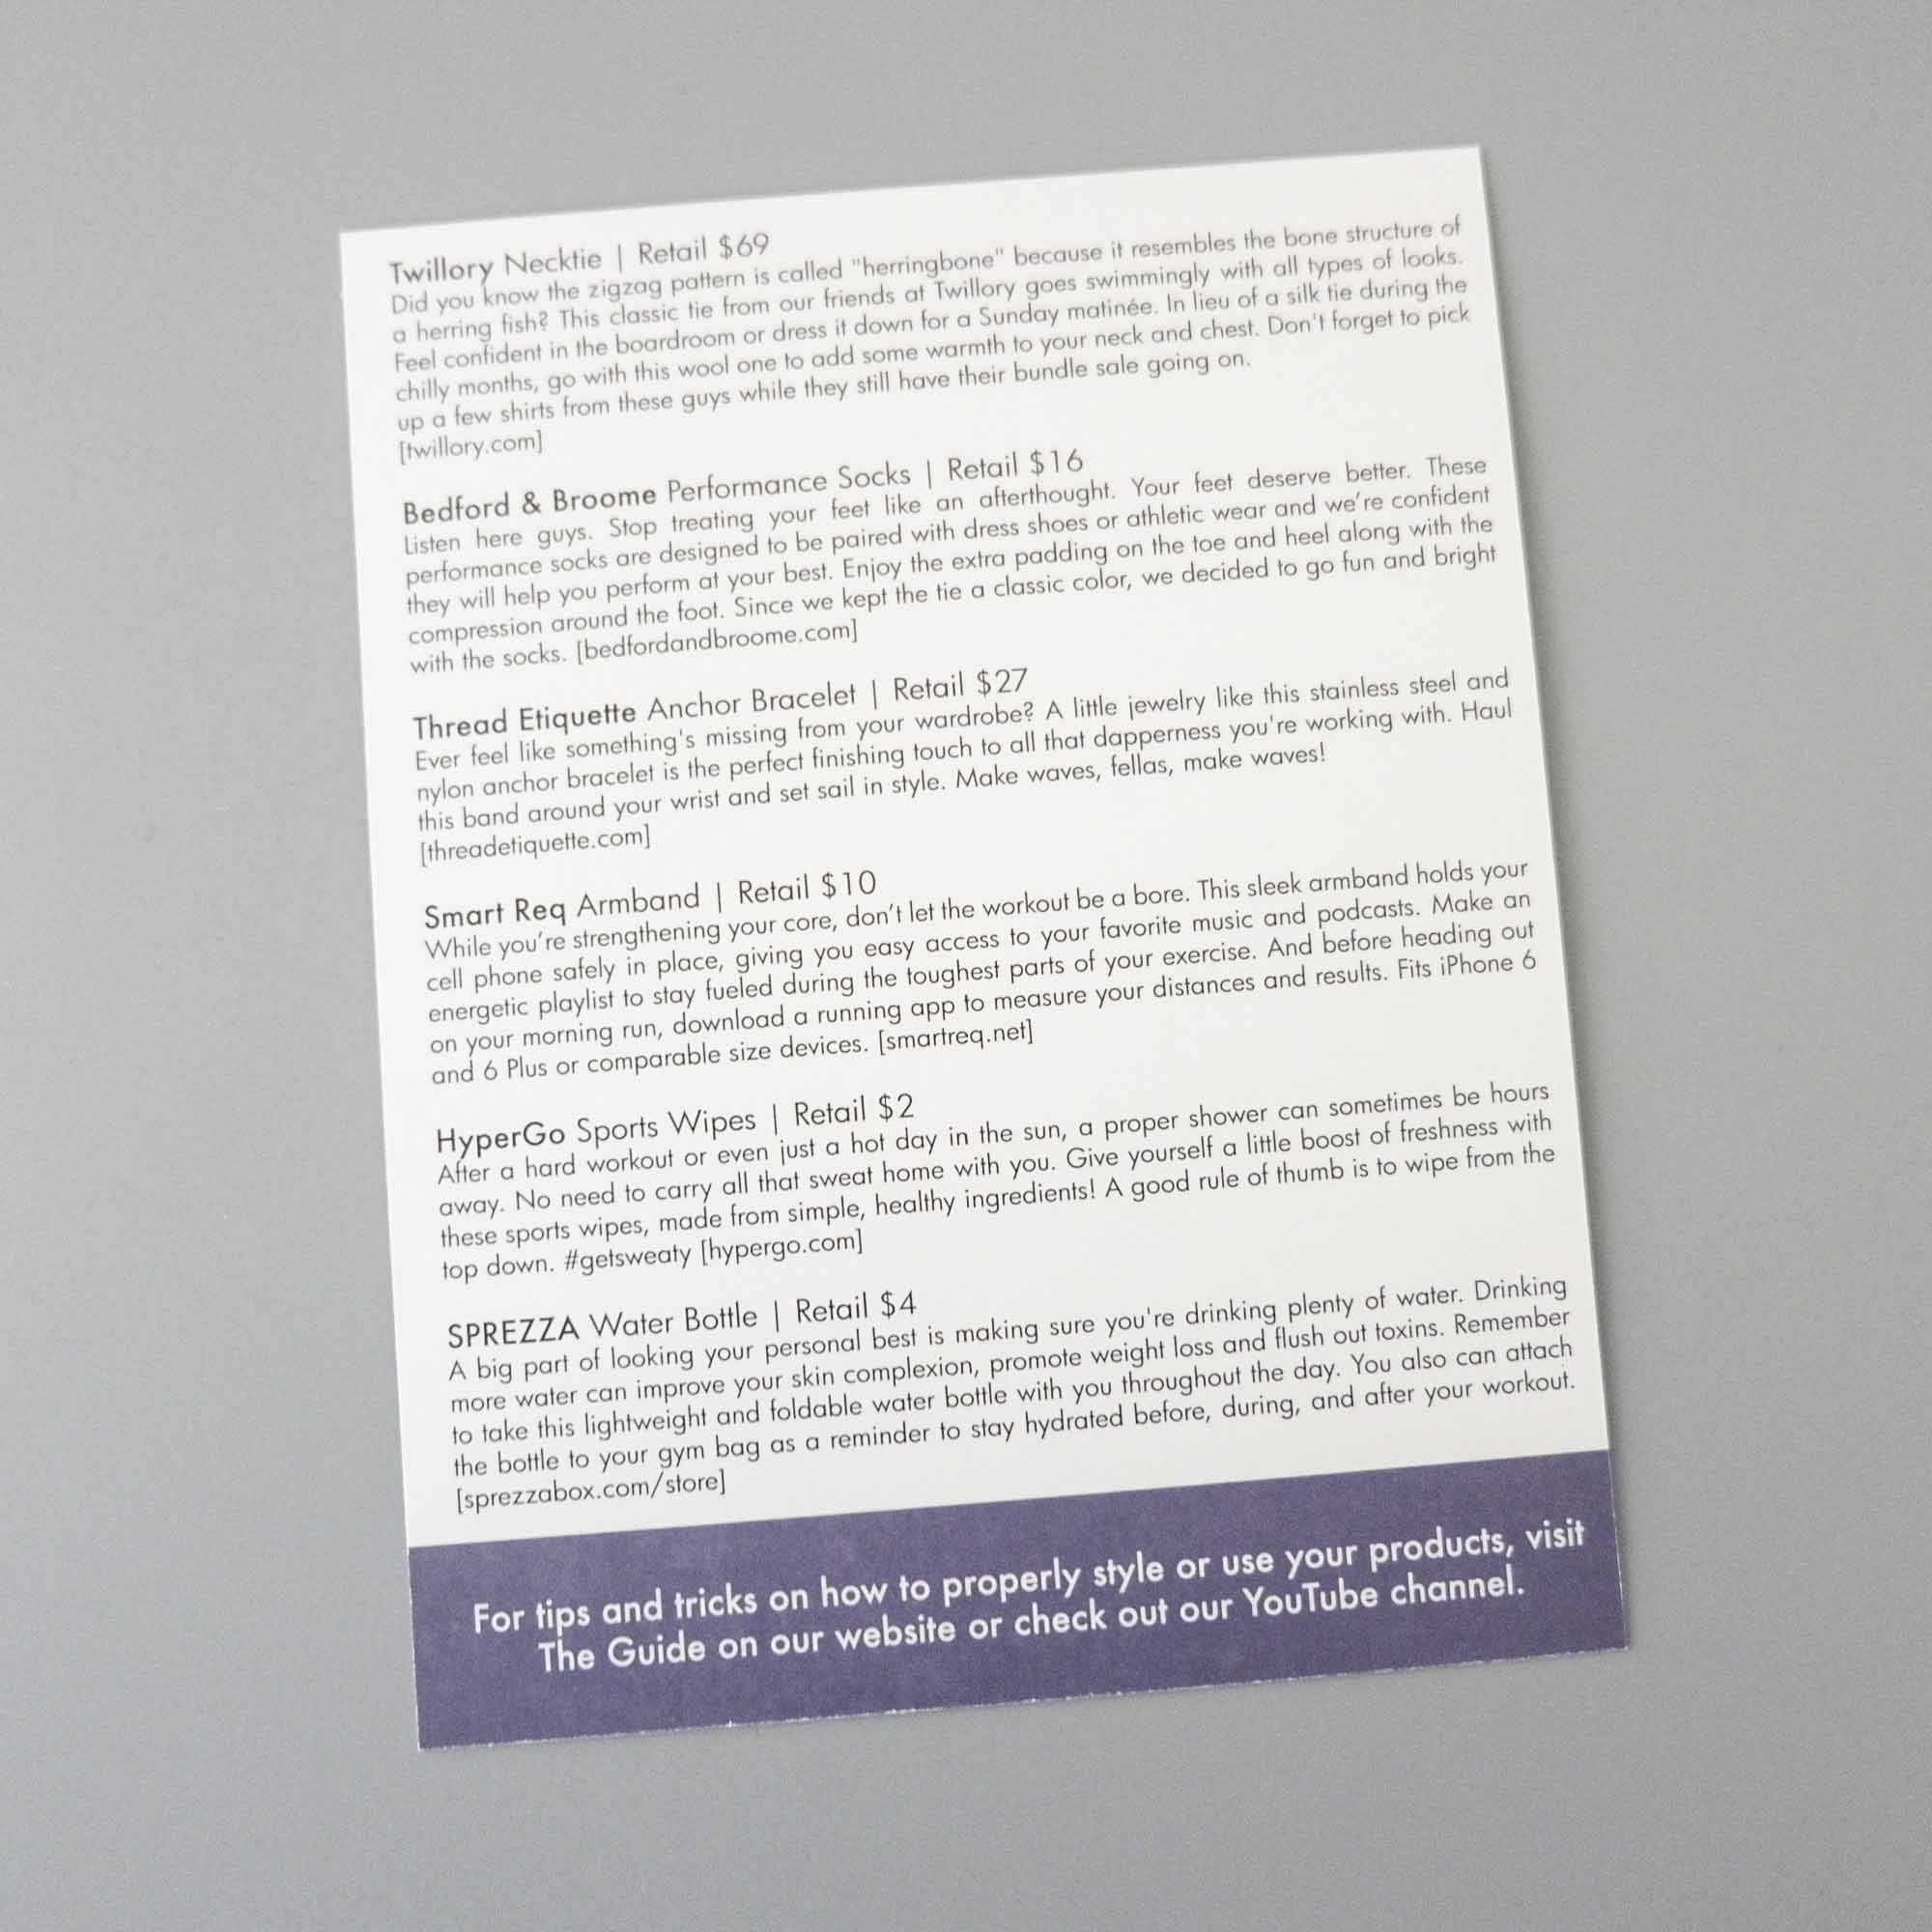 Twillory Necktie | Retail $69
Did you know the zigzag pattern is called "herringbone" because it resembles the bone structure of
a herring fish? This classic tie from our friends at Twillory goes swimmingly with all types of looks.
Feel confident in the boardroom or dress it down for a Sunday matinée. In lieu of a silk tie during the
chilly months, go with this wool one to add some warmth to your neck and chest. Don't forget to pick
up a few shirts from these guys while they still have their bundle sale going on.
[twillory.com]
Bedford & Broome Performance Socks | Retail $16
Listen here guys. Stop treating your feet like an afterthought. Your feet deserve better. These
performance socks are designed to be paired with dress shoes or athletic wear and we're confident
they will help you perform at your best. Enjoy the extra padding on the toe and heel along with the
compression around the foot. Since we kept the tie a classic color, we decided to go fun and bright
with the socks. [bedfordandbroome.com]
Thread Etiquette Anchor Bracelet | Retail $27
Ever feel like something's missing from your wardrobe? A little jewelry like this stainless steel and
nylon anchor bracelet is the perfect finishing touch to all that dapperness you're working with. Haul
this band around your wrist and set sail in style. Make waves, fellas, make waves!
[threadetiquette.com]
Smart Req Armband | Retail $10
While you're strengthening your core, don't let the workout be a bore. This sleek armband holds your
cell phone safely in place, giving you easy access to your favorite music and podcasts. Make an
energetic playlist to stay fueled during the toughest parts of your exercise. And before heading out
on your morning run, download a running app to measure your distances and results. Fits iPhone 6
and 6 Plus or comparable size devices. [smartreq.net]
HyperGo Sports Wipes | Retail $2
After a hard workout or even just a hot day in the sun, a proper shower can sometimes be hours
away. No need to carry all that sweat home with you. Give yourself a little boost of freshness with
these sports wipes, made from simple, healthy ingredients! A good rule of thumb is to wipe from the
top down. #getsweaty [hypergo.com]
SPREZZA Water Bottle | Retail $4
A big part of looking your personal best is making sure you're drinking plenty of water. Drinking
more water can improve your skin complexion, promote weight loss and flush out toxins. Remember
to take this lightweight and foldable water bottle with you throughout the day. You also can attach
the bottle to your gym bag as a reminder to stay hydrated before, during, and after your workout.
[sprezzabox.com/store]
For tips and tricks on how to properly style or use your products, visit
The Guide on our website or check out our YouTube channel.